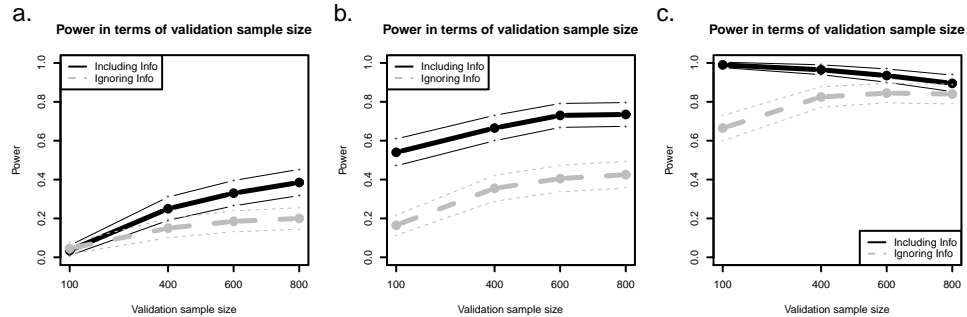 a.
Power in terms of validation sample size
Including Info
Ignoring Info
Power
0.0 0.2 0.4 0.6 0.8 1.0
100 400 600 800
Validation sample size
b.
Power in terms of validation sample size
Including Info
Ignoring Info
Power
0.0 0.2 0.4 0.6 0.8 1.0
100 400 600 800
Validation sample size
c.
Power in terms of validation sample size
Including Info
Ignoring Info
Power
0.0 0.2 0.4 0.6 0.8 1.0
100 400 600 800
Validation sample size